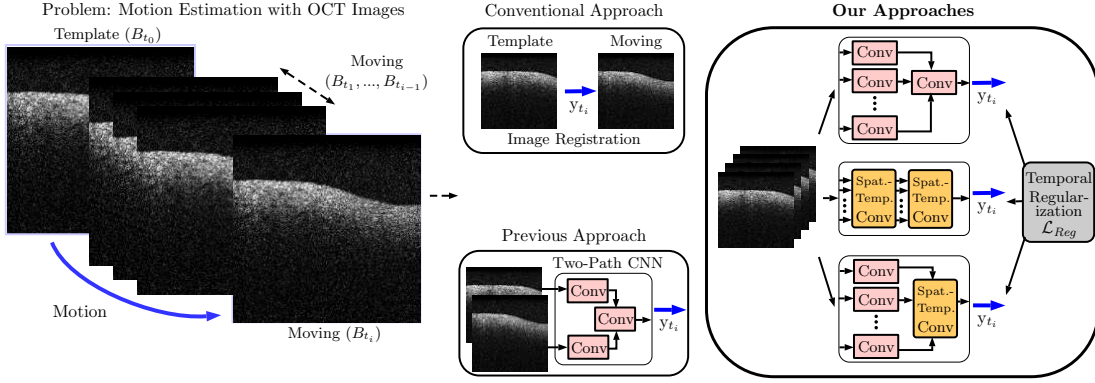 Problem: Motion Estimation with OCT Images
Template (B_{t_0})
Moving
(B_{t_1}, ..., B_{t_{i-1}})
Motion
Moving (B_{t_i})
Conventional Approach
Template
Moving
y_{t_i}
Image Registration
Previous Approach
Two-Path CNN
Conv
Conv
Conv
y_{t_i}
Our Approaches
Conv
Conv
Conv
Conv
y_{t_i}
Spat.-
Temp.
Conv
Spat.-
Temp.
Conv
y_{t_i}
Conv
Conv
Conv
Spat.-
Temp.
Conv
y_{t_i}
Temporal
Regular-
ization
ℒ_{Reg}